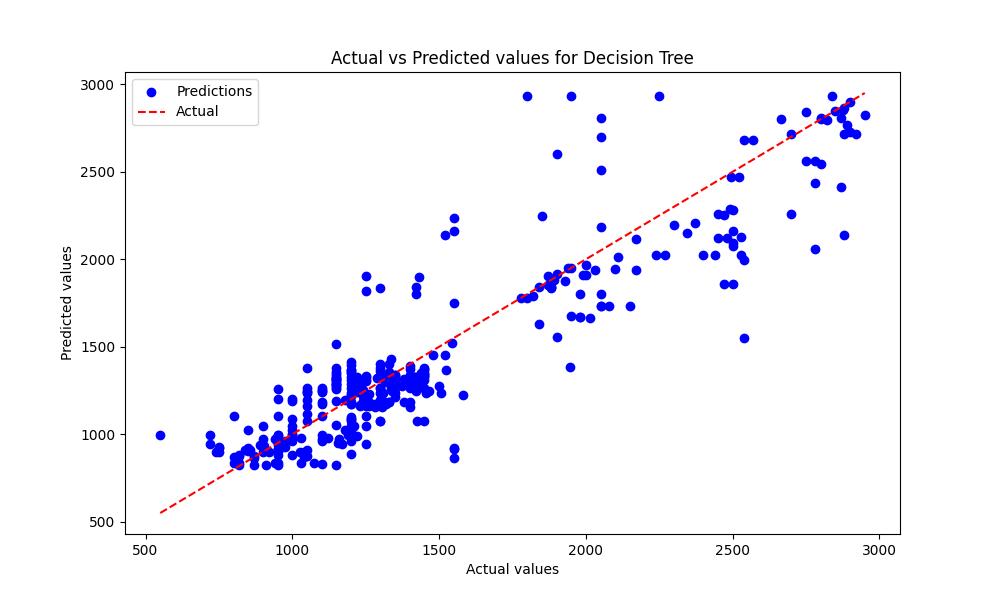 Actual vs Predicted values for Decision Tree
Predictions
Actual
Predicted values
3000
2500
2000
1500
1000
500
500 1000 1500 2000 2500 3000
Actual values